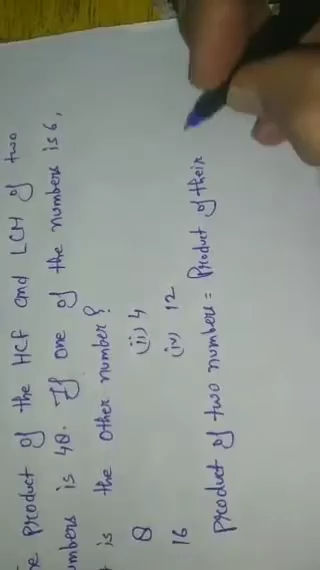 Product of the HCF and LCM of two
numbers is 48. If one of the numbers is 6,
is the other number?
8 (ii) 4
16 (iv) 12
Product of two numbers = Product of their